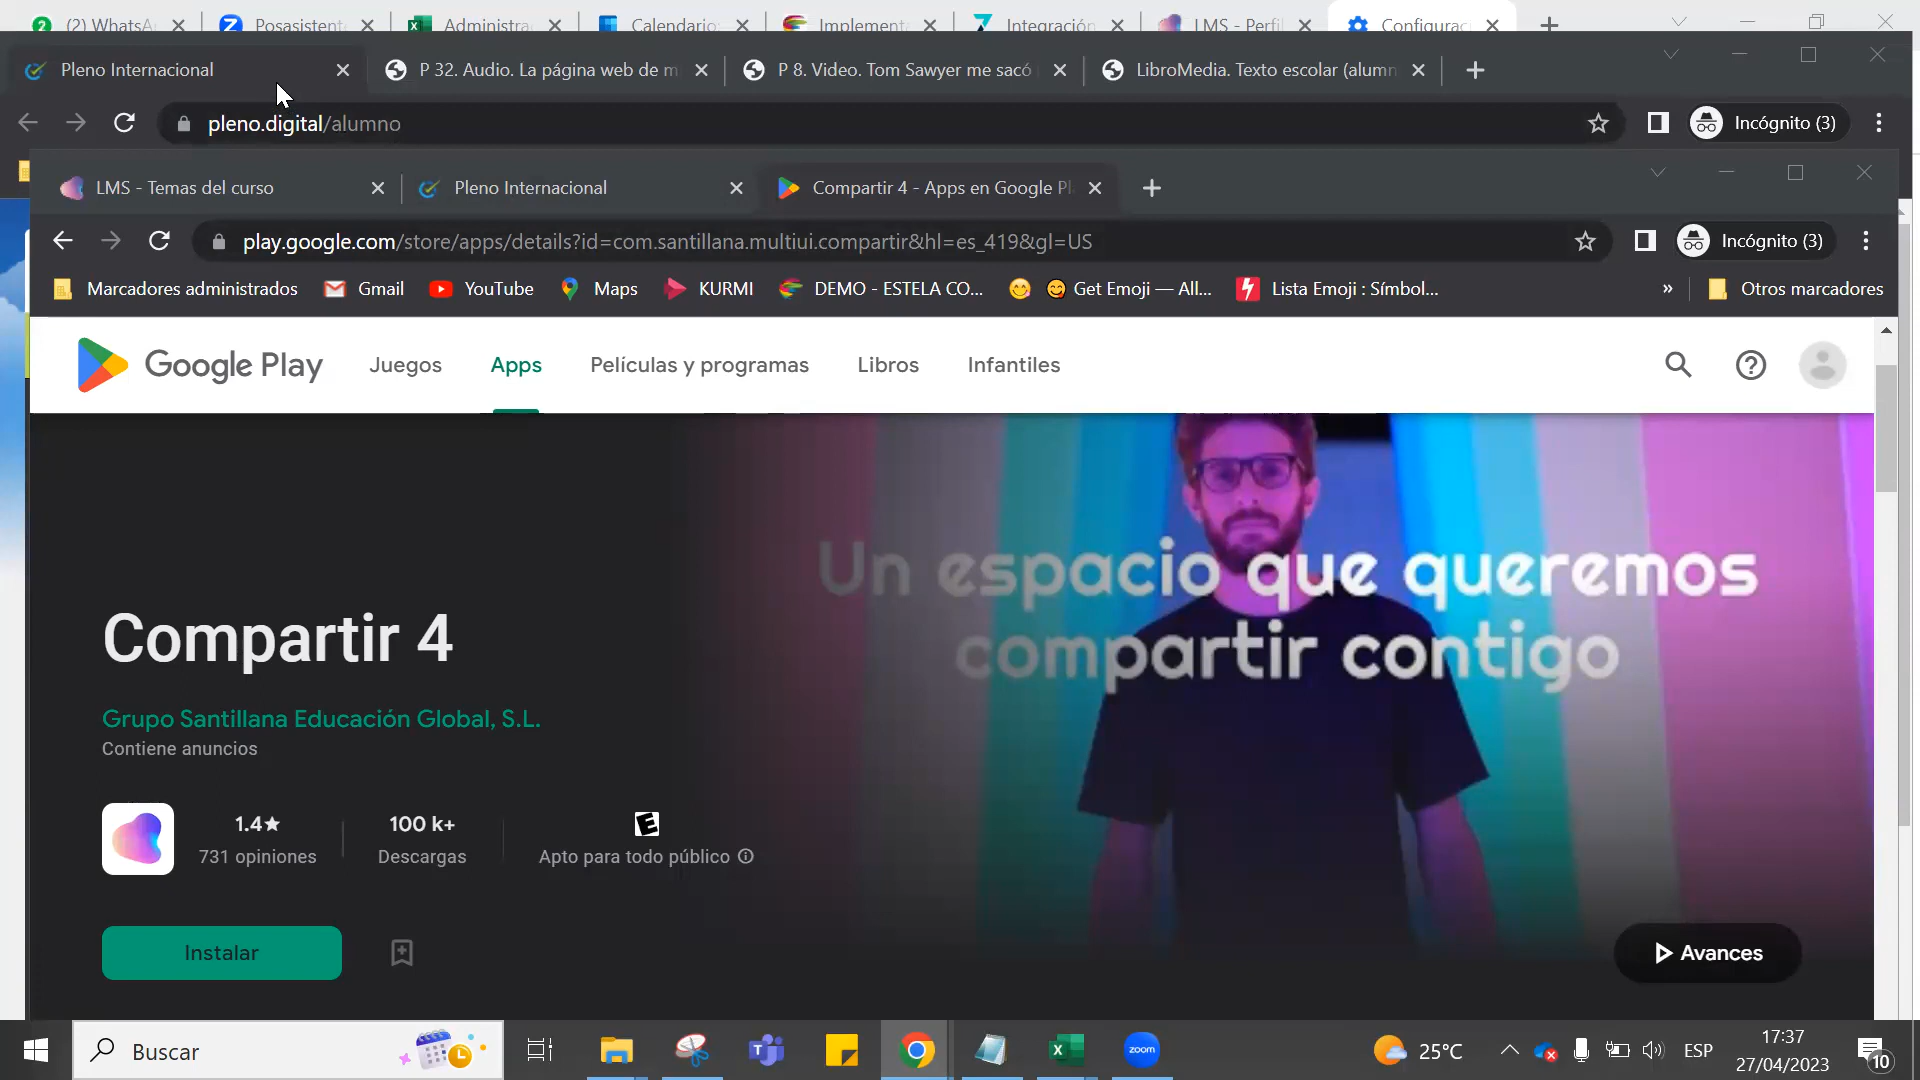 (2) WhatsA
Posasistent
Administra
Calendario:
Implement
Integración
LMS - Perfil
Configurac
Pleno Internacional
P 32. Audio. La página web de m
P 8. Video. Tom Sawyer me sacó
LibroMedia. Texto escolar (alumn
pleno.digital/alumno
Incógnito (3)
LMS - Temas del curso
Pleno Internacional
Compartir 4 - Apps en Google Pl
play.google.com/store/apps/details?id=com.santillana.multiui.compartir&hl=es_419&gl=US
Incógnito (3)
Marcadores administrados
Gmail
YouTube
Maps
KURMI
DEMO - ESTELA CO...
Get Emoji — All...
Lista Emoji : Símbol...
»
Otros marcadores
Google Play
Juegos
Apps
Películas y programas
Libros
Infantiles
Un espacio que queremos
compartir contigo
Compartir 4
Grupo Santillana Educación Global, S.L.
Contiene anuncios
1.4★
731 opiniones
100 k+
Descargas
E
Apto para todo público
Instalar
Avances
Buscar
zoom
25°C
ESP
17:37
27/04/2023
10